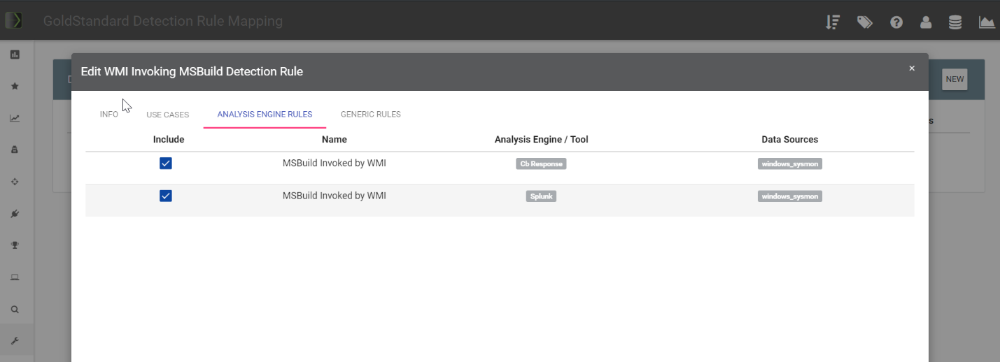 GoldStandard Detection Rule Mapping
Edit WMI Invoking MSBuild Detection Rule ×
D NEW
INFO USE CASES ANALYSIS ENGINE RULES GENERIC RULES
s
Include Name Analysis Engine / Tool Data Sources
MSBuild Invoked by WMI Cb Response windows_sysmon
MSBuild Invoked by WMI Splunk windows_sysmon